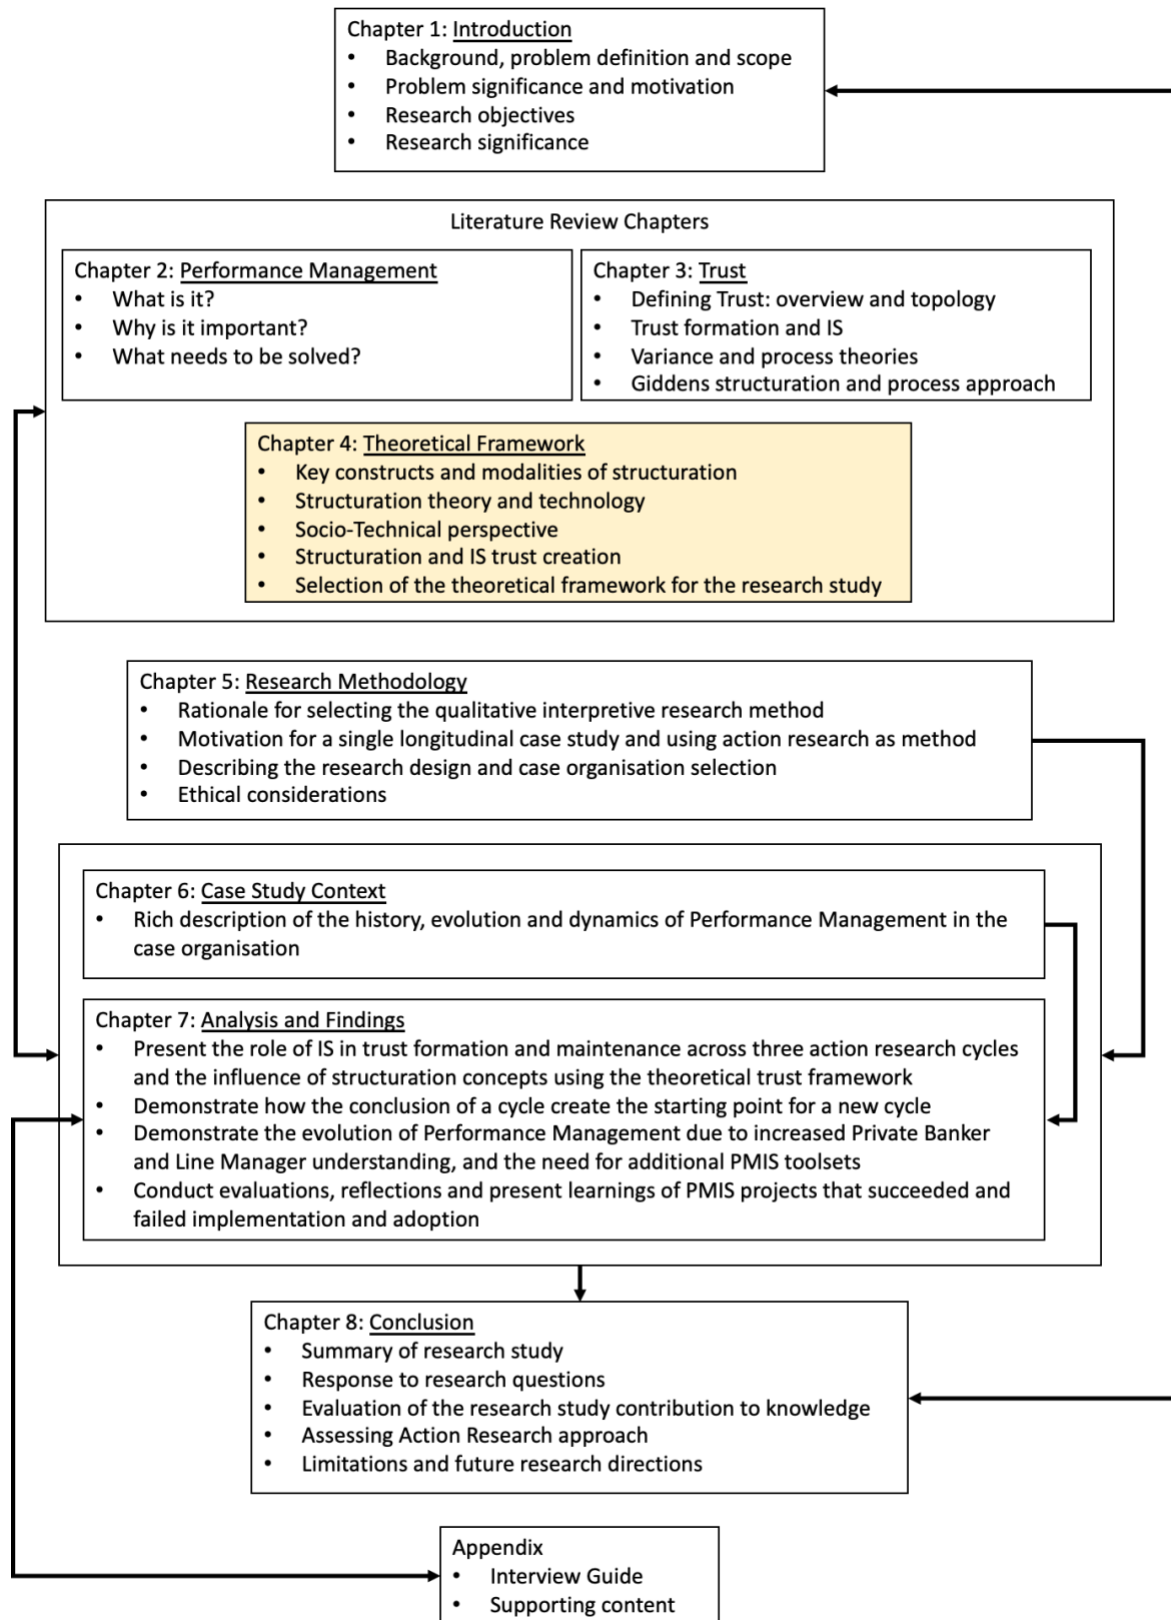 Chapter 1: Introduction
• Background, problem definition and scope
• Problem significance and motivation
• Research objectives
• Research significance
Literature Review Chapters
Chapter 2: Performance Management
• What is it?
• Why is it important?
• What needs to be solved?
Chapter 3: Trust
• Defining Trust: overview and topology
• Trust formation and IS
• Variance and process theories
• Giddens structuration and process approach
Chapter 4: Theoretical Framework
• Key constructs and modalities of structuration
• Structuration theory and technology
• Socio-Technical perspective
• Structuration and IS trust creation
• Selection of the theoretical framework for the research study
Chapter 5: Research Methodology
• Rationale for selecting the qualitative interpretive research method
• Motivation for a single longitudinal case study and using action research as method
• Describing the research design and case organisation selection
• Ethical considerations
Chapter 6: Case Study Context
• Rich description of the history, evolution and dynamics of Performance Management in the
case organisation
Chapter 7: Analysis and Findings
• Present the role of IS in trust formation and maintenance across three action research cycles
and the influence of structuration concepts using the theoretical trust framework
• Demonstrate how the conclusion of a cycle create the starting point for a new cycle
• Demonstrate the evolution of Performance Management due to increased Private Banker
and Line Manager understanding, and the need for additional PMIS toolsets
• Conduct evaluations, reflections and present learnings of PMIS projects that succeeded and
failed implementation and adoption
Chapter 8: Conclusion
• Summary of research study
• Response to research questions
• Evaluation of the research study contribution to knowledge
• Assessing Action Research approach
• Limitations and future research directions
Appendix
• Interview Guide
• Supporting content